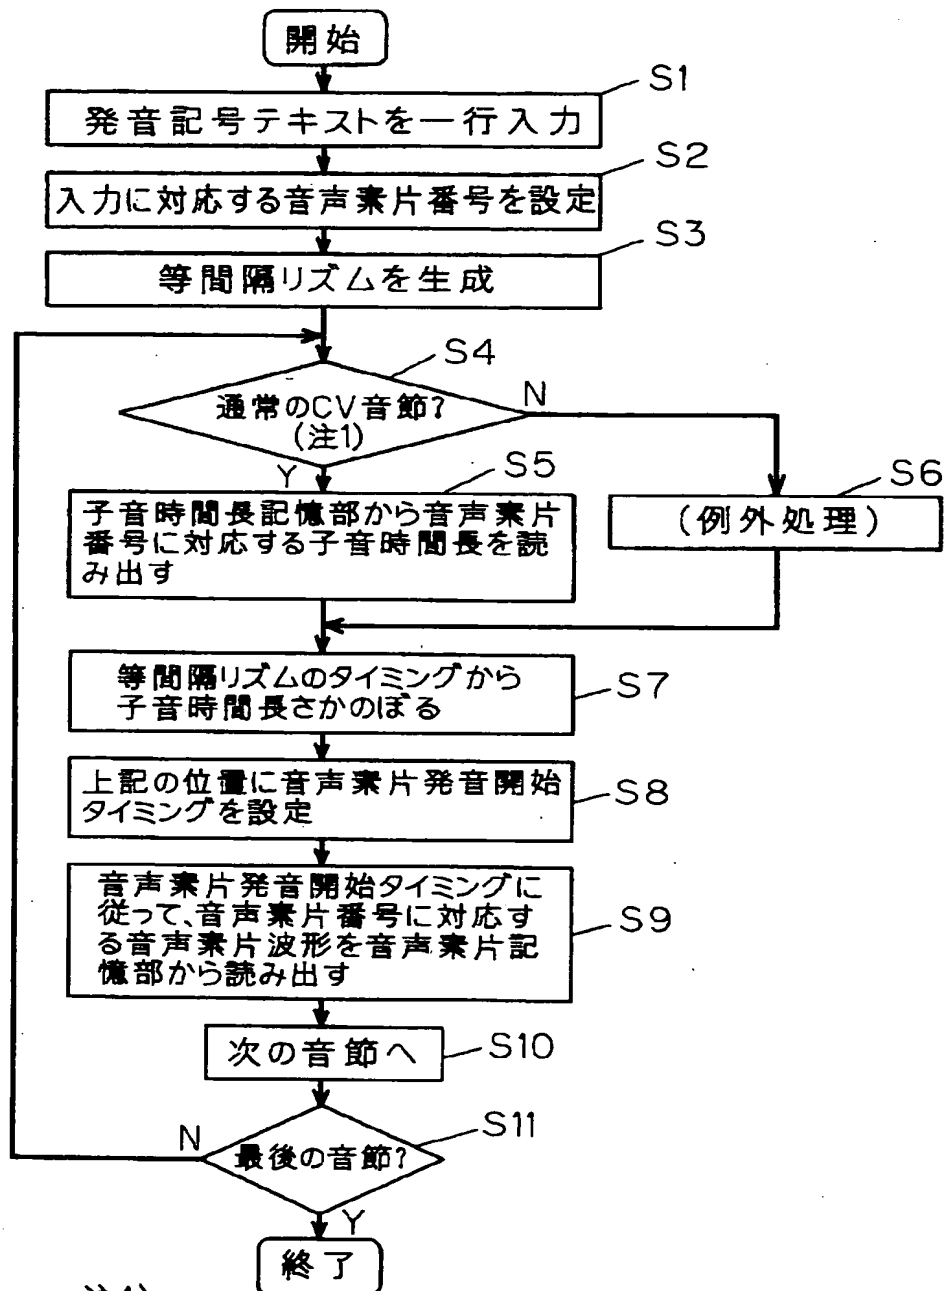 開始
S1
発音記号テキストを一行入力
S2
入力に対応する音声素片番号を設定
S3
等間隔リズムを生成
S4
通常のCV音節?
(注1)
N
Y
S5
子音時間長記憶部から音声素片
番号に対応する子音時間長を読
み出す
S6
(例外処理)
等間隔リズムのタイミングから
子音時間長さかのぼる
S7
上記の位置に音声素片発音開始
タイミングを設定
S8
音声素片発音開始タイミングに
従って、音声素片番号に対応す
る音声素片波形を音声素片記
憶部から読み出す
S9
次の音節へ
S10
N
最後の音節?
S11
Y
終了